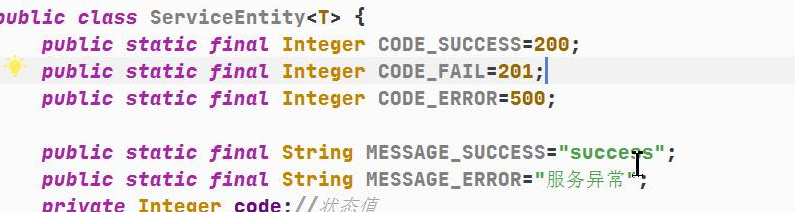 public class ServiceEntity<T> {
public static final Integer CODE_SUCCESS=200;
public static final Integer CODE_FAIL=201;
public static final Integer CODE_ERROR=500;
public static final String MESSAGE_SUCCESS="success";
public static final String MESSAGE_ERROR="服务异常";
private Integer code;//状态值